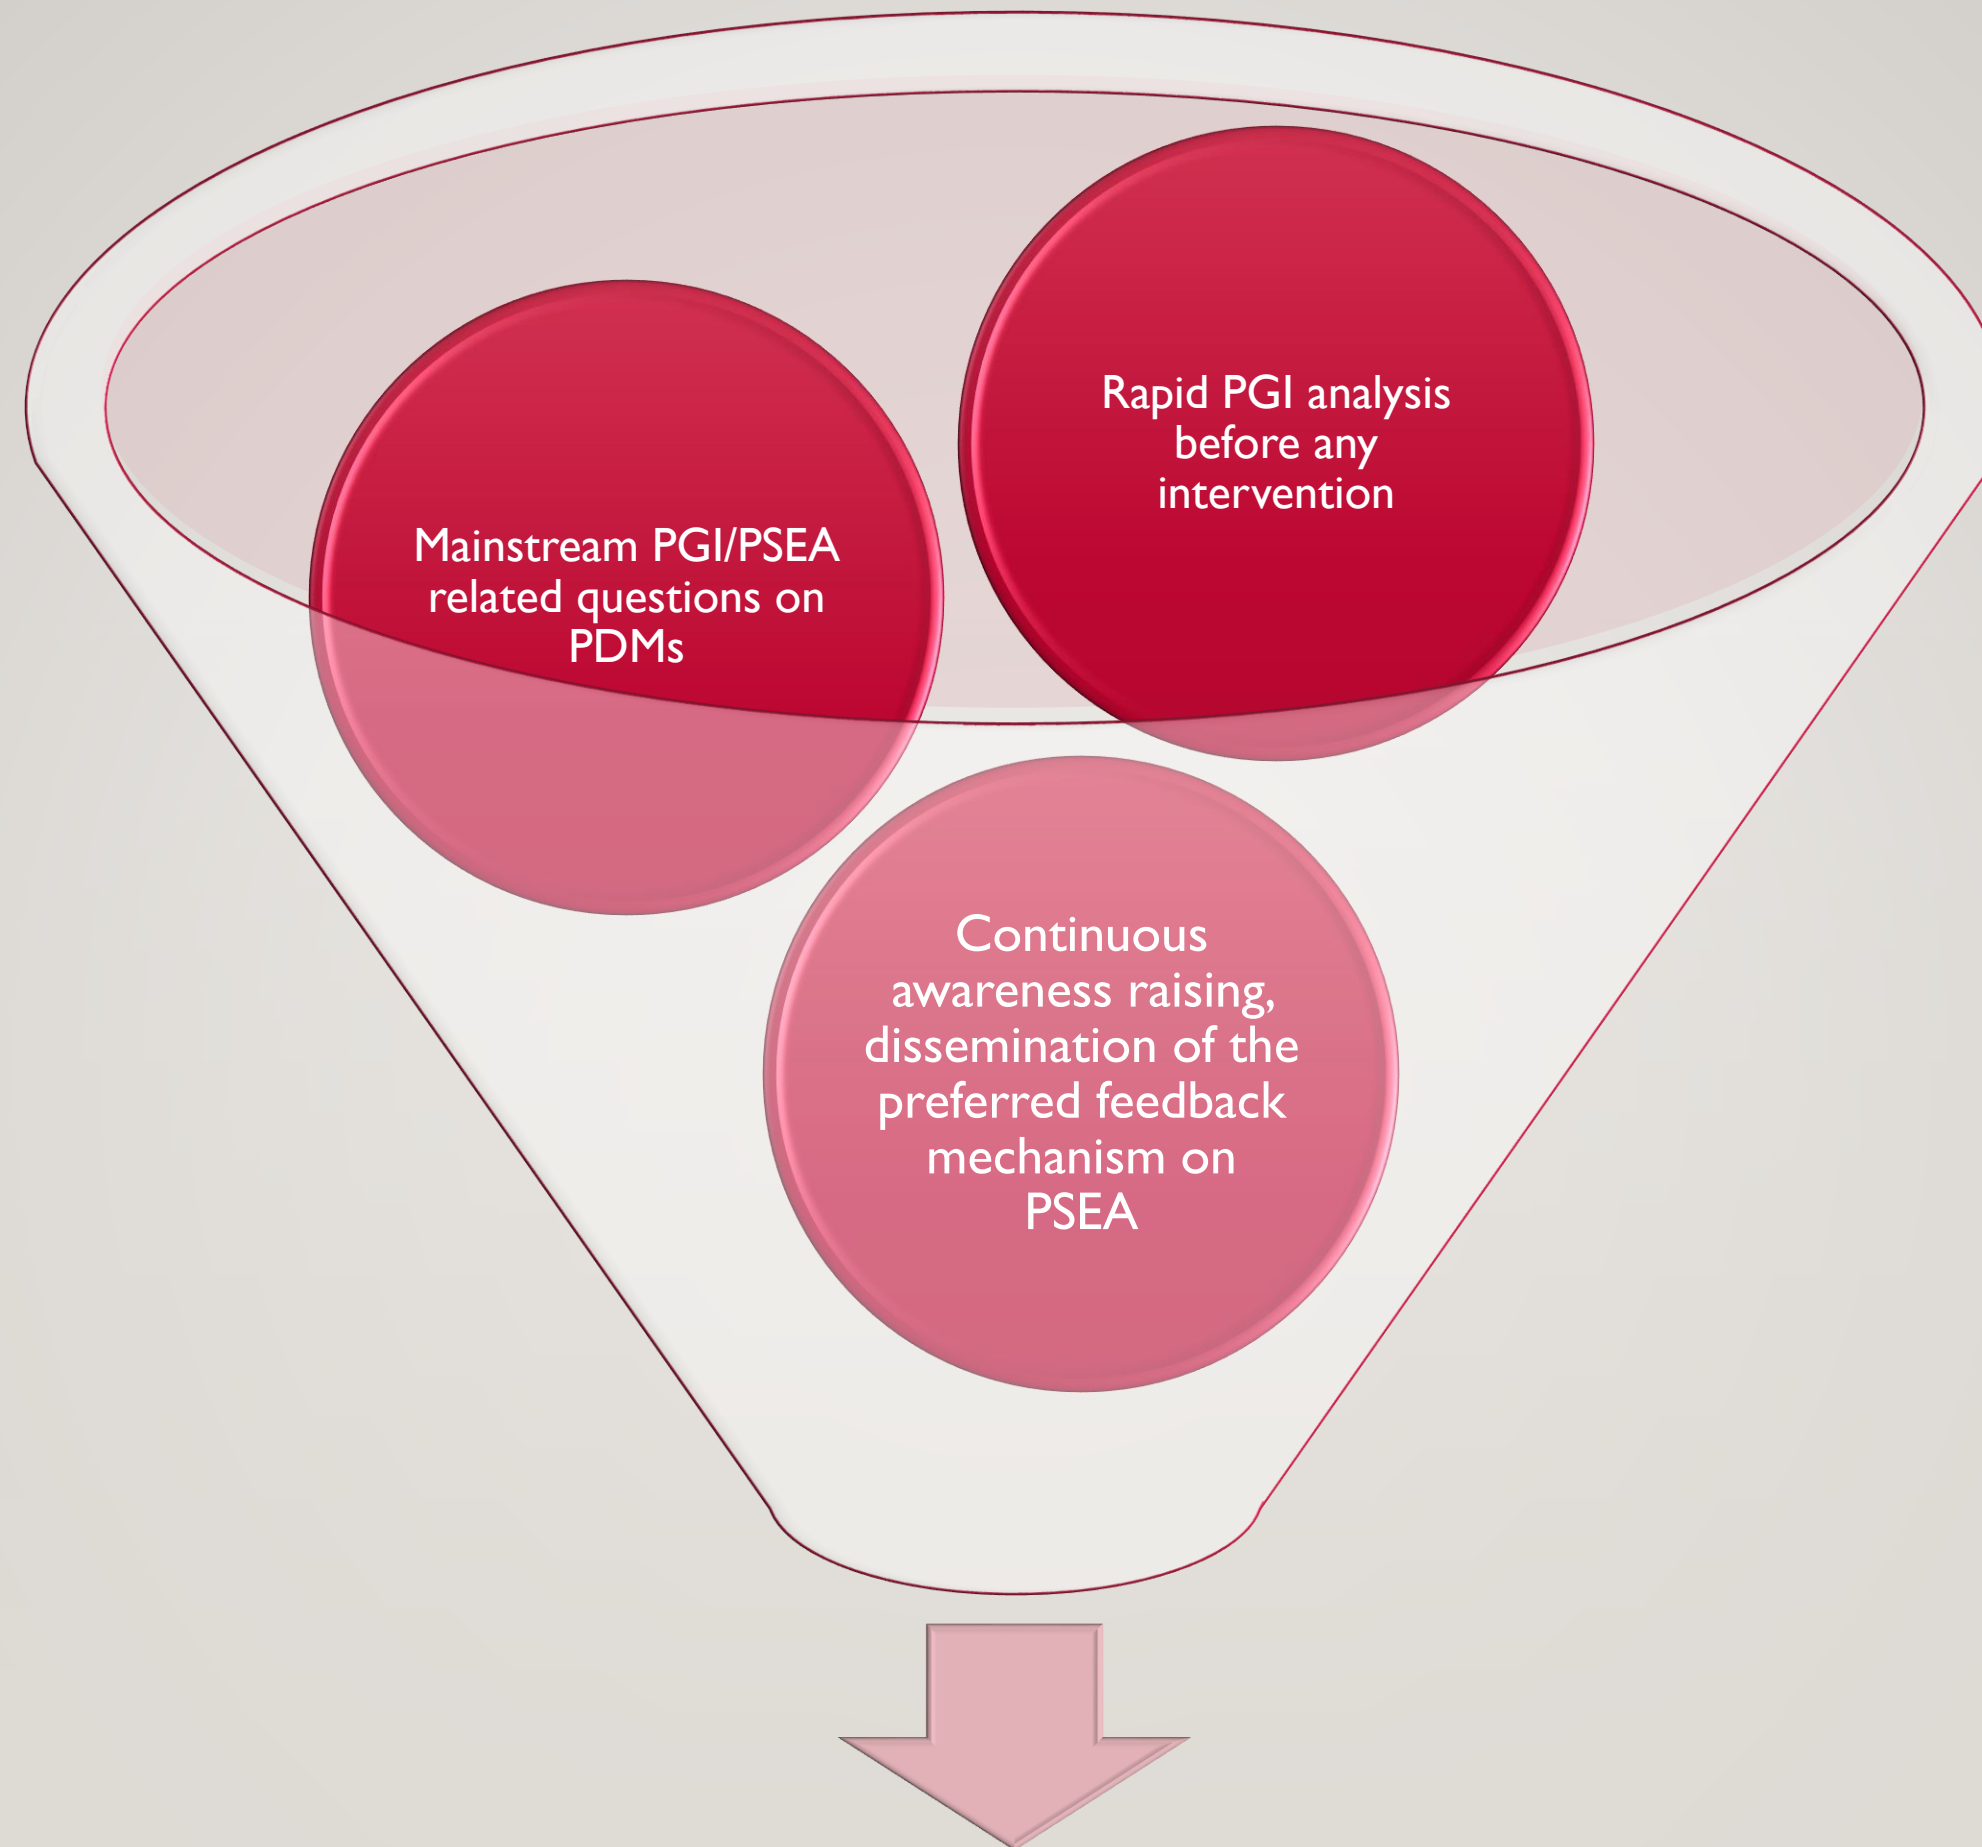 Rapid PGI analysis
before any
intervention
Mainstream PGI/PSEA
related questions on
PDMs
Continuous
awareness raising,
dissemination of the
preferred feedback
mechanism on
PSEA